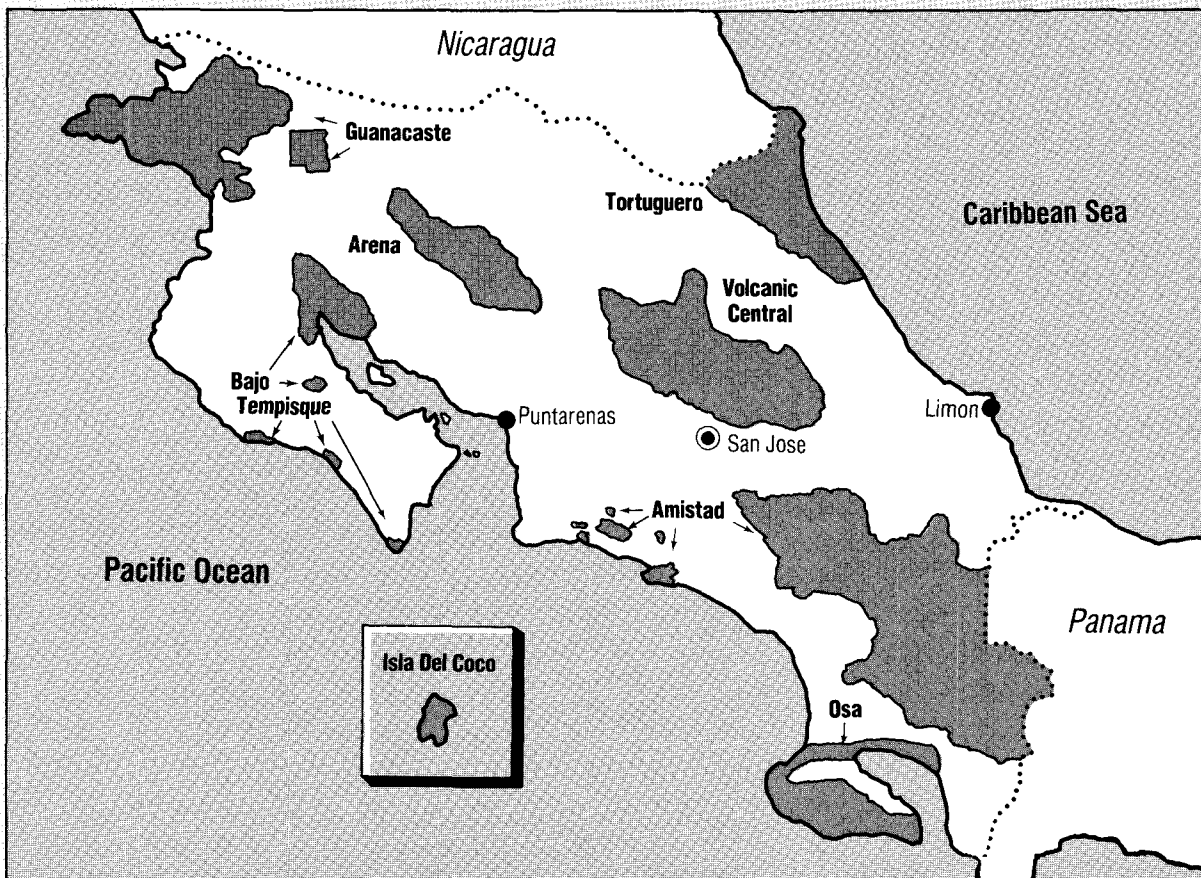 Nicaragua
Guanacaste
Tortuguero
Caribbean Sea
Arena
Volcanic
Central
Bajo
Tempisque
Puntarenas
Limon
San Jose
Amistad
Pacific Ocean
Panama
Isla Del Coco
Osa